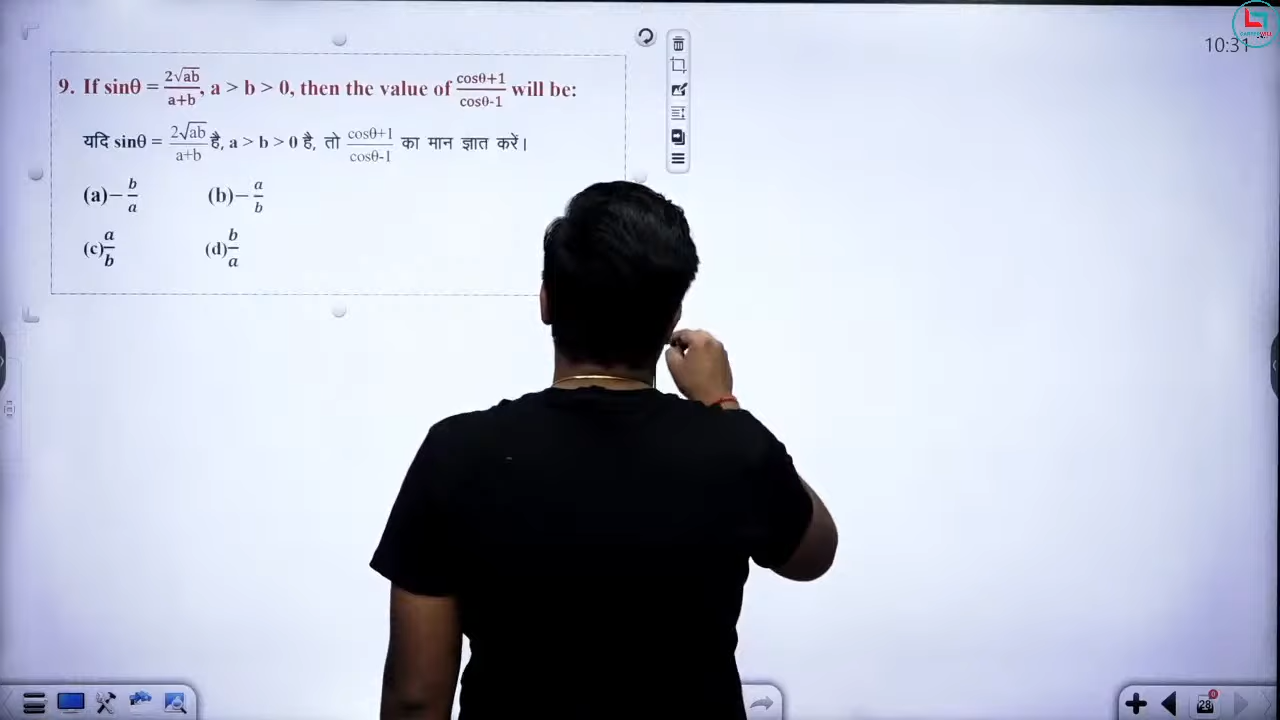 10:31
9. If sinθ = 2√ab/a+b, a > b > 0, then the value of cosθ+1/cosθ-1 will be:
यदि sinθ = 2√ab/a+b है, a > b > 0 है, तो cosθ+1/cosθ-1 का मान ज्ञात करें।
(a)−b/a (b)−a/b
(c)a/b (d)b/a
28